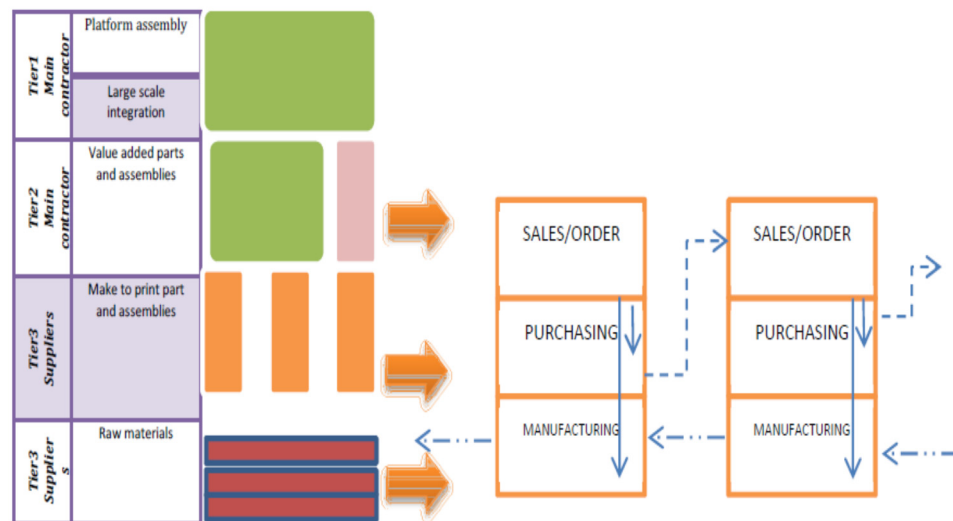 Tier1
Main
contractor
Platform assembly
Large scale
integration
Tier2
Main
contractor
Value added parts
and assemblies
Tier3
Suppliers
Make to print part
and assemblies
Tier3
Supplier
s
Raw materials
SALES/ORDER
PURCHASING
MANUFACTURING
SALES/ORDER
PURCHASING
MANUFACTURING